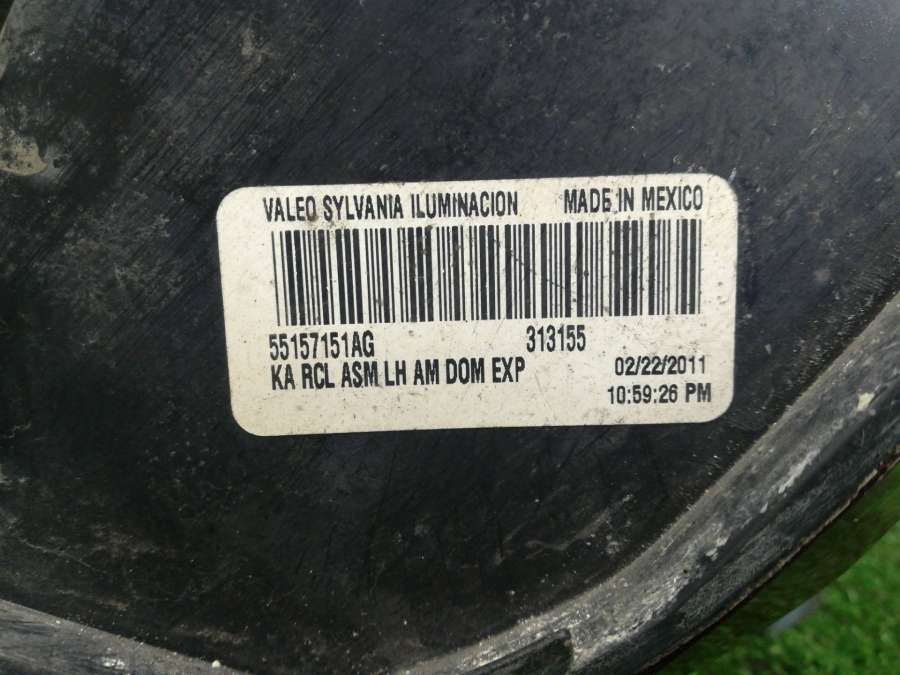 VALEO SYLVANIA ILUMINACION MADE IN MEXICO
55157151AG 313155
KA RCL ASM LH AM DOM EXP 02/22/2011
10:59:26 PM